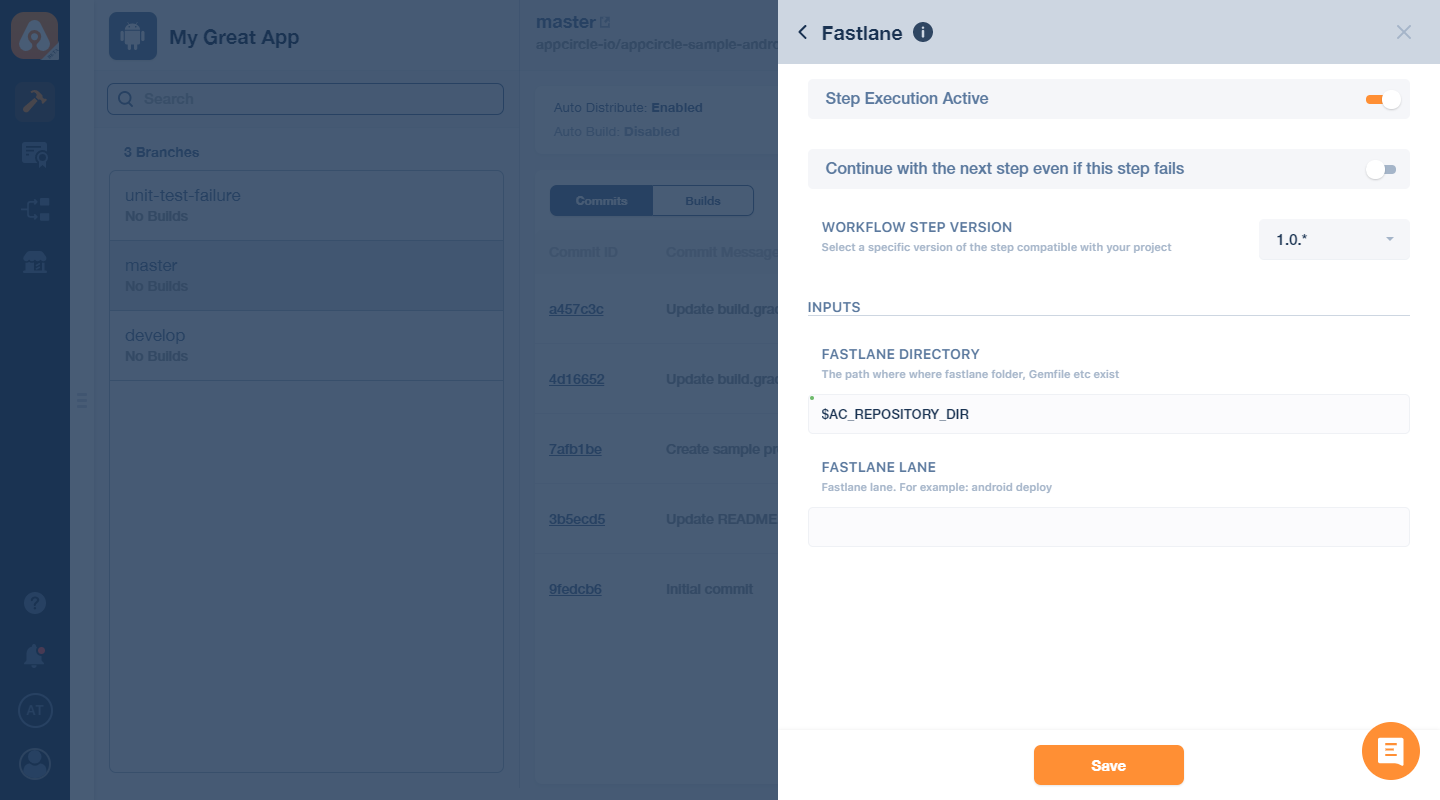 My Great App
Search
3 Branches
unit-test-failure
No Builds
master
No Builds
develop
No Builds
AT
master
appcircle-io/appcircle-sample-andro
Auto Distribute: Enabled
Auto Build: Disabled
Commits Builds
Commit ID Commit Message
a457c3c Update build.grad
4d16652 Update build.grad
7afb1be Create sample pr
3b5ecd5 Update README
9fedcb6 Initial commit
Fastlane
Step Execution Active
Continue with the next step even if this step fails
WORKFLOW STEP VERSION
Select a specific version of the step compatible with your project
1.0.*
INPUTS
FASTLANE DIRECTORY
The path where where fastlane folder, Gemfile etc exist
$AC_REPOSITORY_DIR
FASTLANE LANE
Fastlane lane. For example: android deploy
Save